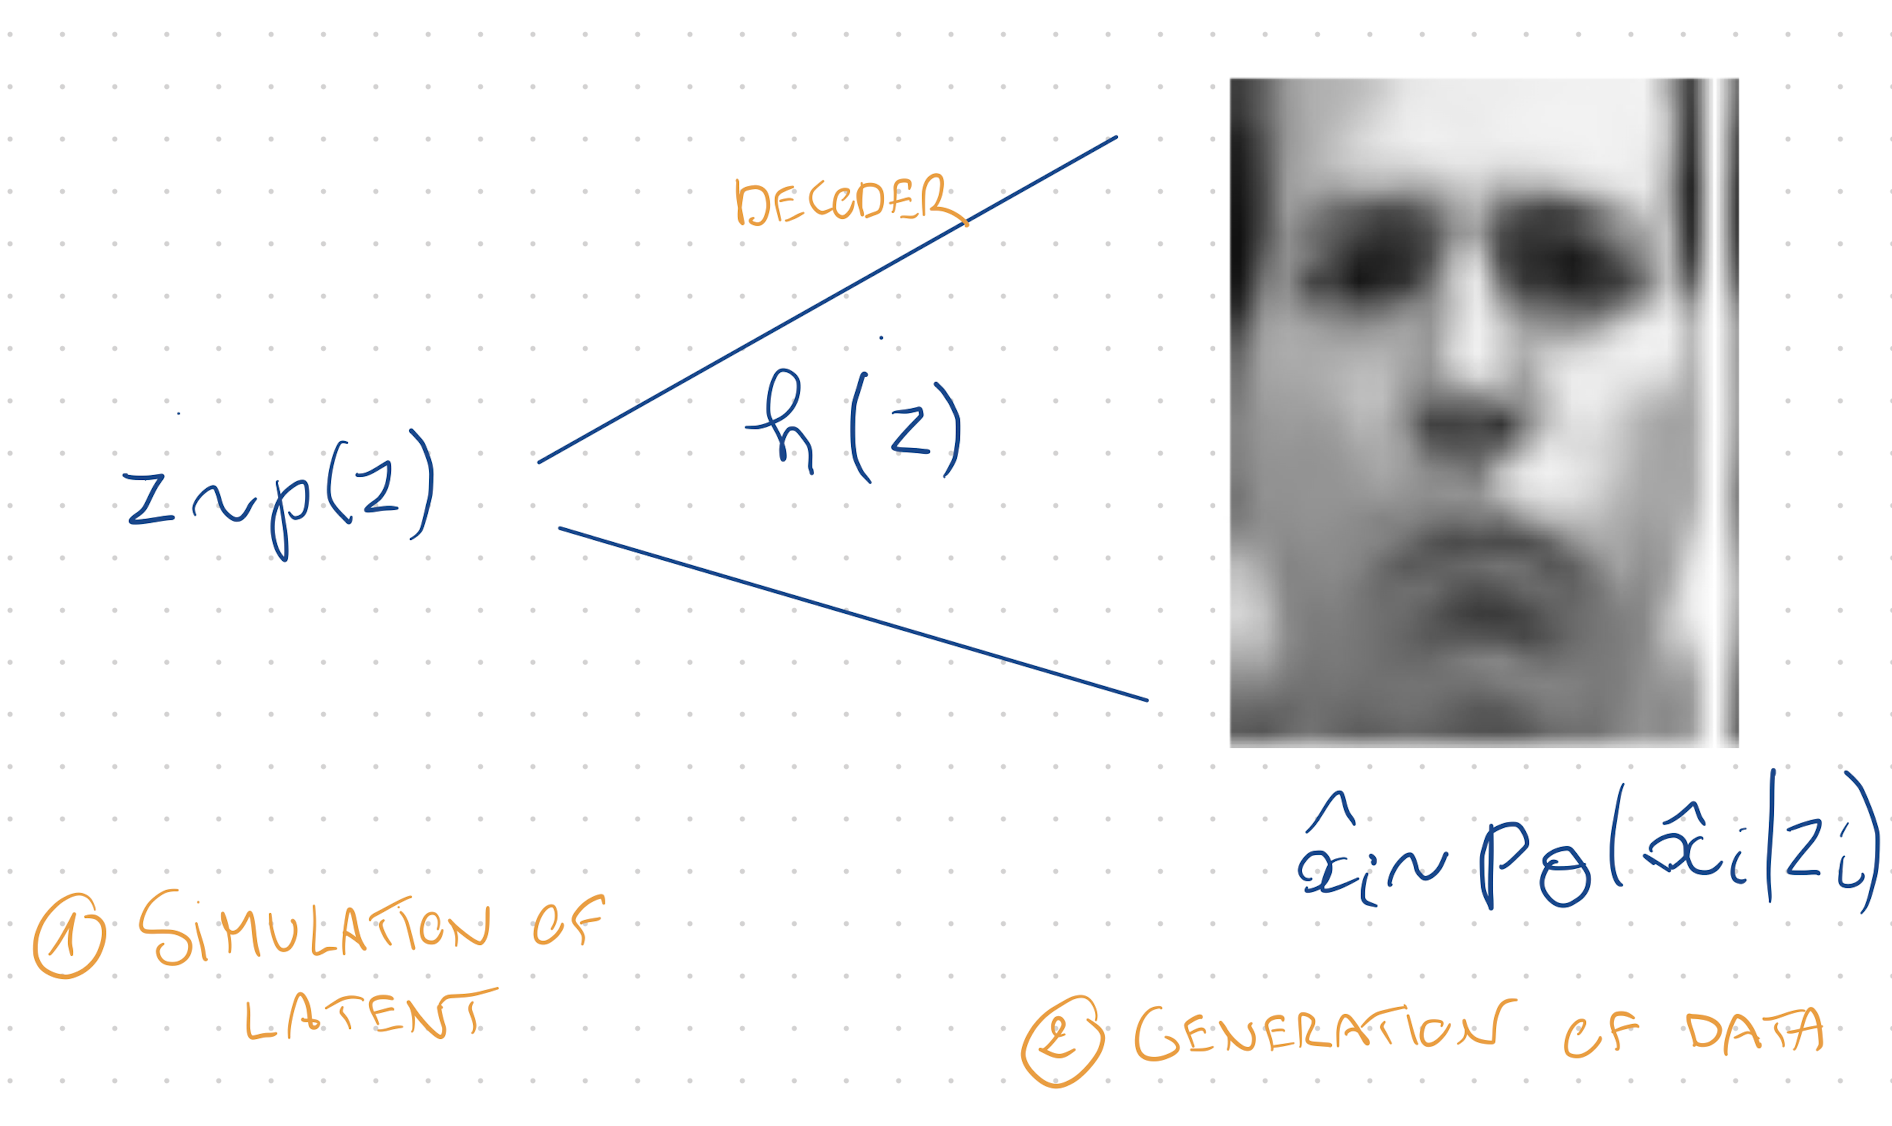 DECODER
h(z)
z ~ p(z)
x̂ᵢ ~ pθ(x̂ᵢ|zᵢ)
① SIMULATION OF
LATENT
② GENERATION OF DATA